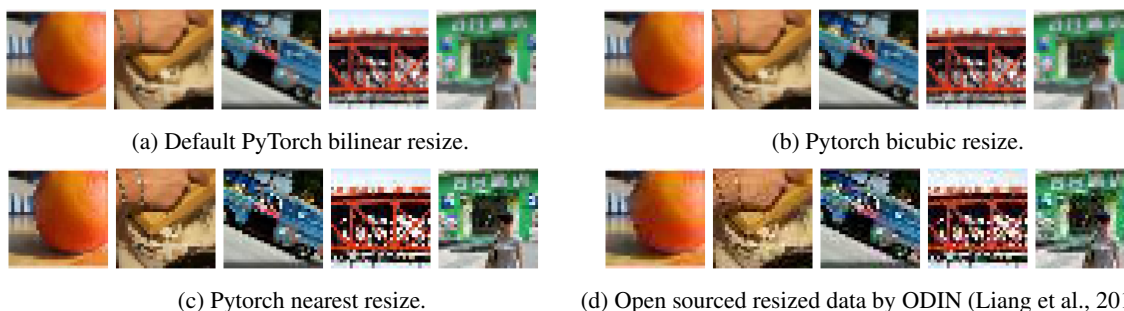 (a) Default PyTorch bilinear resize.
(b) Pytorch bicubic resize.
(c) Pytorch nearest resize.
(d) Open sourced resized data by ODIN (Liang et al., 201